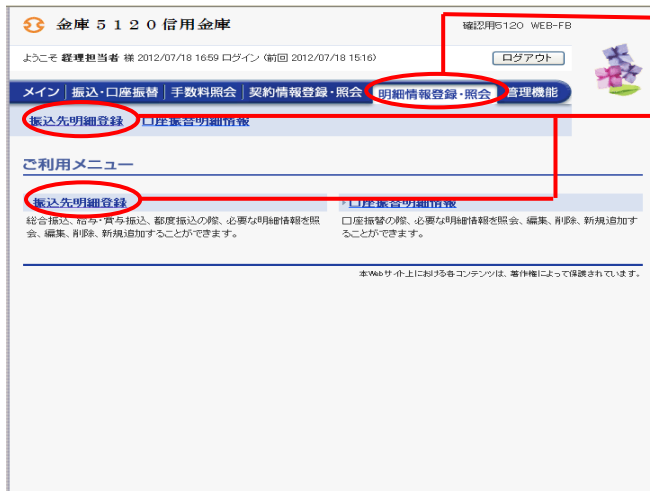 金庫５１２０信用金庫
確認用5120 WEB-FB
ようこそ 経理担当者 様 2012/07/18 1659 ログイン (前回 2012/07/18 1516)
ログアウト
メイン 振込・口座振替 手数料照会 契約情報登録・照会 明細情報登録・照会 管理機能
振込先明細登録 口座振替明細情報
ご利用メニュー
振込先明細登録
口座振替明細情報
総合振込、給与・賞与振込、都度振込の際、必要な明細情報を照
会、編集、削除、新規追加することができます。
口座振替の際、必要な明細情報を照会、編集、削除、新規追加す
ることができます。
本Webサイト上における各コンテンツは、著作権によって保護されています。